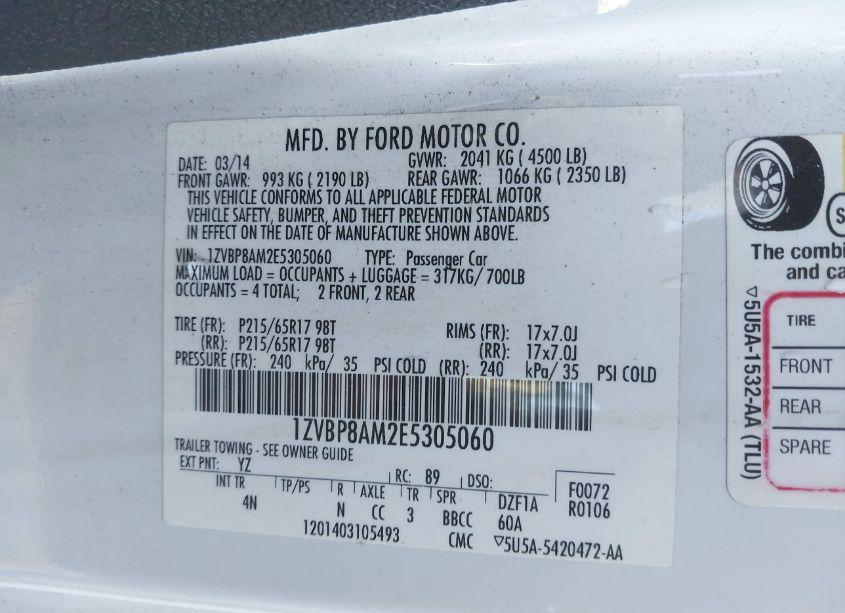 MFD. BY FORD MOTOR CO.
DATE: 03/14 GVWR: 2041 KG ( 4500 LB)
FRONT GAWR: 993 KG ( 2190 LB) REAR GAWR: 1066 KG ( 2350 LB)
THIS VEHICLE CONFORMS TO ALL APPLICABLE FEDERAL MOTOR
VEHICLE SAFETY, BUMPER, AND THEFT PREVENTION STANDARDS
IN EFFECT ON THE DATE OF MANUFACTURE SHOWN ABOVE.
VIN: 1ZVBP8AM2E5305060 TYPE: Passenger Car
MAXIMUM LOAD = OCCUPANTS + LUGGAGE = 317KG/ 700LB
OCCUPANTS = 4 TOTAL; 2 FRONT, 2 REAR
TIRE (FR): P215/65R17 98T RIMS (FR): 17x7.0J
(RR): P215/65R17 98T (RR): 17x7.0J
PRESSURE (FR): 240 kPa/ 35 PSI COLD (RR): 240 kPa/ 35 PSI COLD
1ZVBP8AM2E5305060
TRAILER TOWING - SEE OWNER GUIDE
EXT PNT: YZ RC: 89 DSO: F0072
INT TR TP/PS R AXLE TR SPR DZF1A R0106
4N N CC 3 BBCC 60A
1201403105493 CMC ▽5U5A-5420472-AA
S
The combi
and ca
▽5U5A-1532-AA (TLU)
TIRE
FRONT
REAR
SPARE